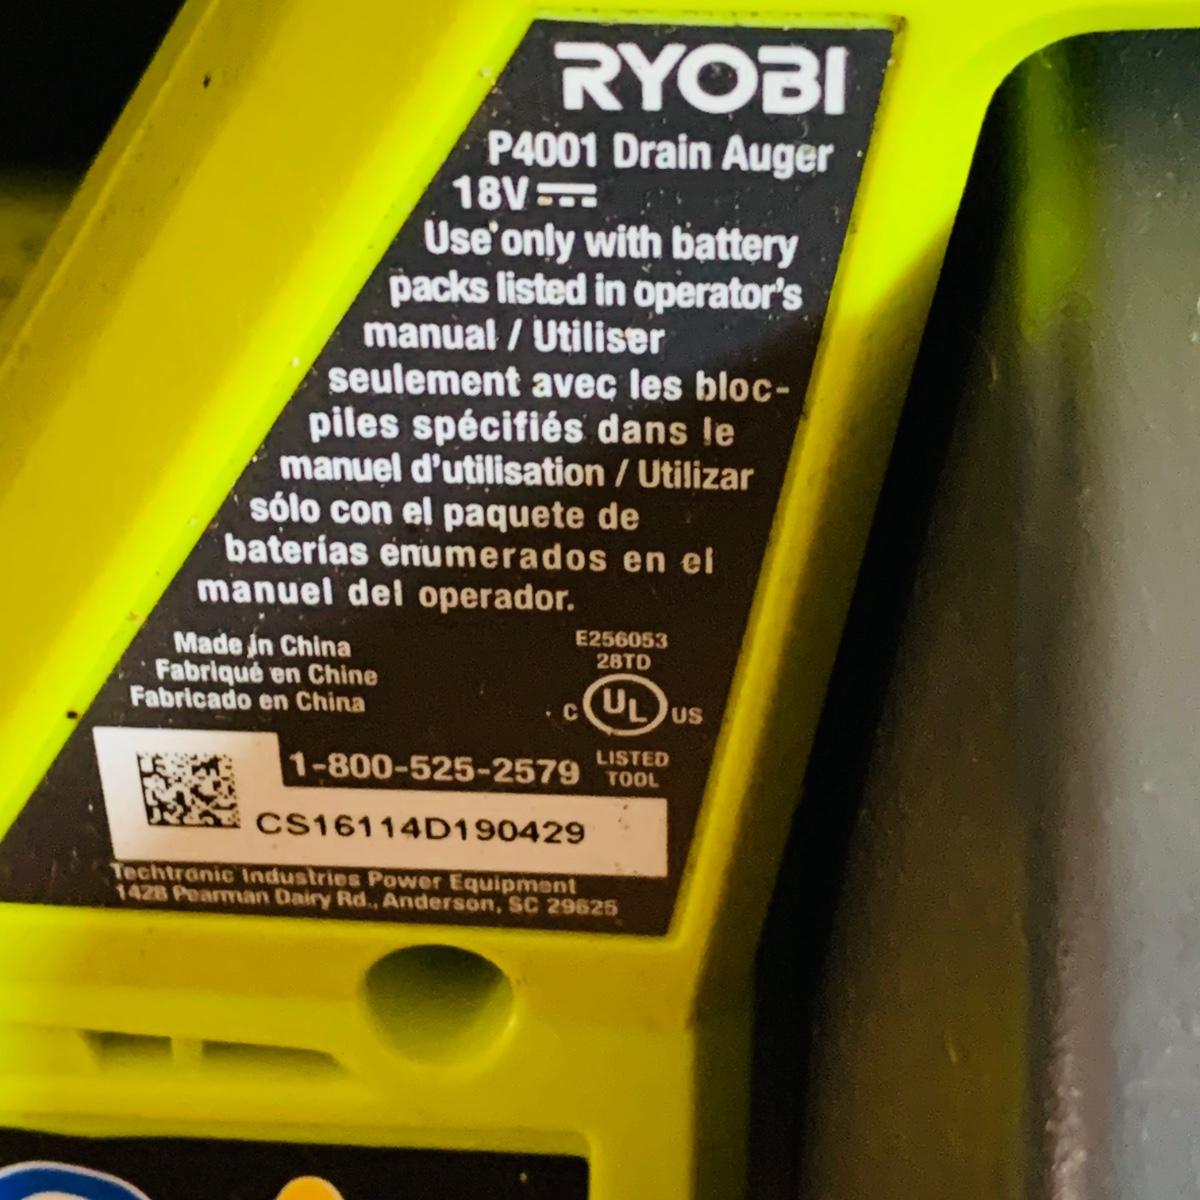 RYOBI
P4001 Drain Auger
18V
Use only with battery
packs listed in operator's
manual / Utiliser
seulement avec les bloc-
piles spécifiés dans le
manuel d'utilisation / Utilizar
sólo con el paquete de
baterías enumerados en el
manuel del operador.
Made in China
Fabriqué en Chine
Fabricado en China
E256053
28TD
C UL US
LISTED
TOOL
1-800-525-2579
CS16114D190429
Techtronic Industries Power Equipment
1428 Pearman Dairy Rd., Anderson, SC 29625